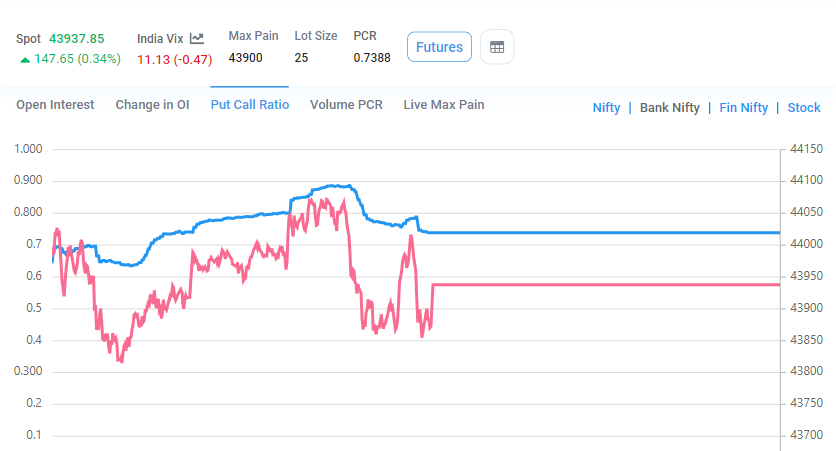 Spot 43937.85
147.65 (0.34%)
India Vix
11.13 (-0.47)
Max Pain
43900
Lot Size
25
PCR
0.7388
Futures
Open Interest Change in OI Put Call Ratio Volume PCR Live Max Pain
Nifty | Bank Nifty | Fin Nifty | Stock
1.000 44150
0.900 44100
0.800 44050
0.7 44000
0.6 43950
0.5 43900
0.4 43850
0.300 43800
0.2 43750
0.1 43700